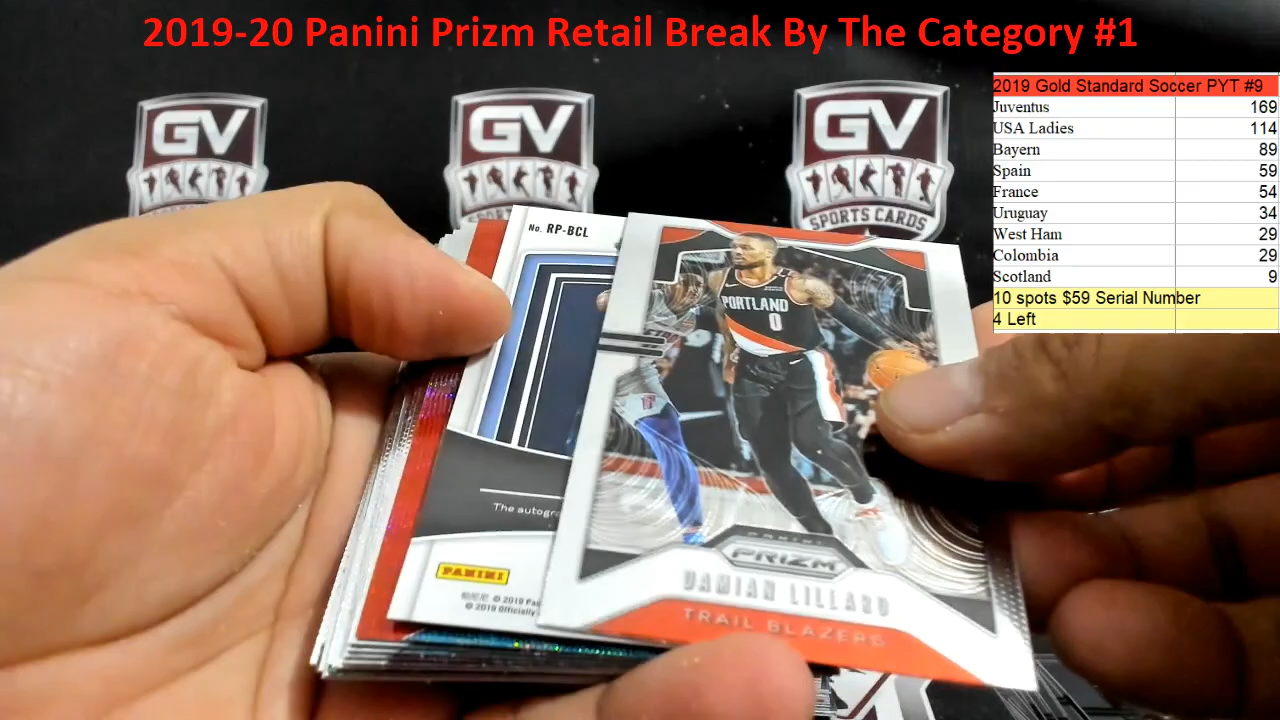 2019-20 Panini Prizm Retail Break By The Category #1
2019 Gold Standard Soccer PYT #9
Juventus 169
USA Ladies 114
Bayern 89
Spain 59
France 54
Uruguay 34
West Ham 29
Colombia 29
Scotland 9
10 spots $59 Serial Number
4 Left
GV
GV
GV
SPORTS CARDS
No. RP-BCL
PORTLAND
0
The autogr
PANINI
© 2019 Pan
© 2019 Officially
PANINI
PRIZM
DAMIAN LILLARD
TRAIL BLAZERS